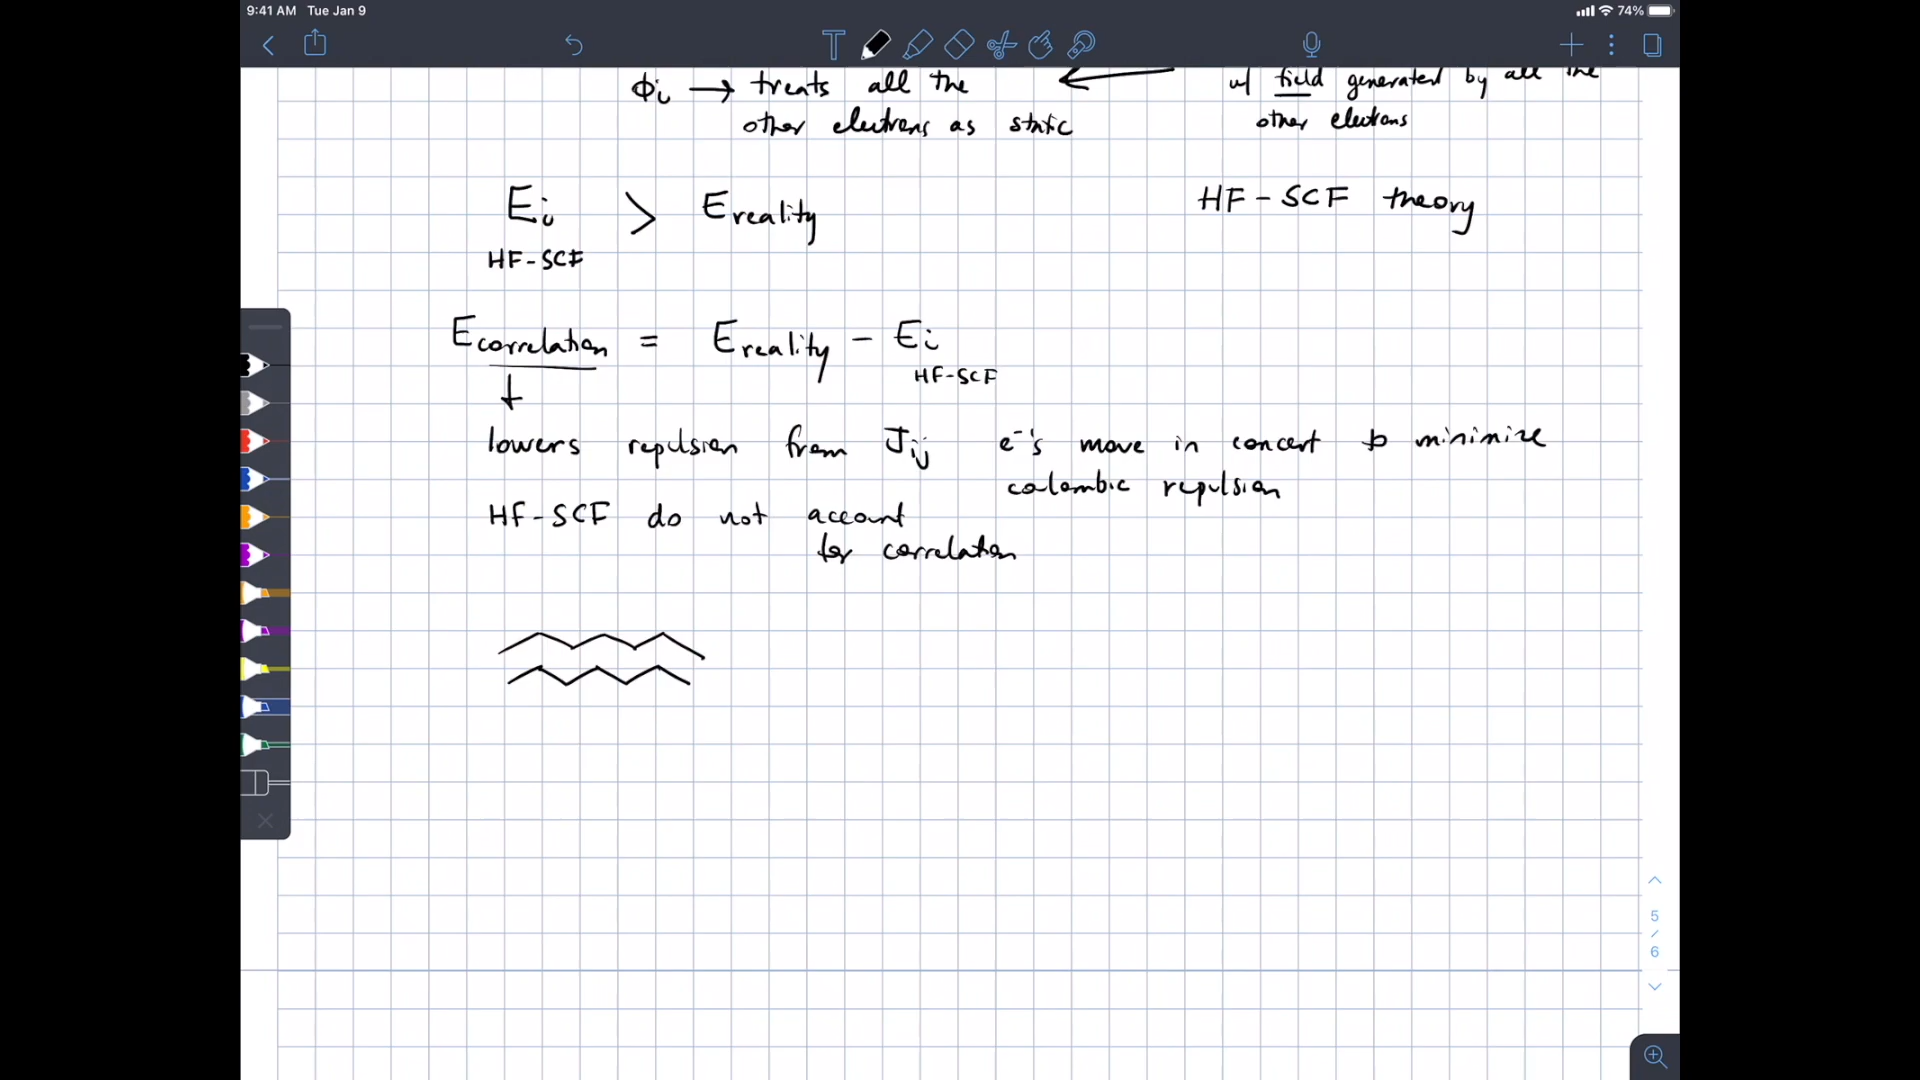 9:41 AM Tue Jan 9
74%
T
ϕi → treats all the
other electrons as static
w/ field generated by all the
other electrons
Ei > Ereality
HF-SCF
HF-SCF theory
Ecorrelation = Ereality - Ei
HF-SCF
lowers repulsion from Jij
e⁻'s move in concert to minimize
colombic repulsion
HF-SCF do not account
for correlation
5
/
6